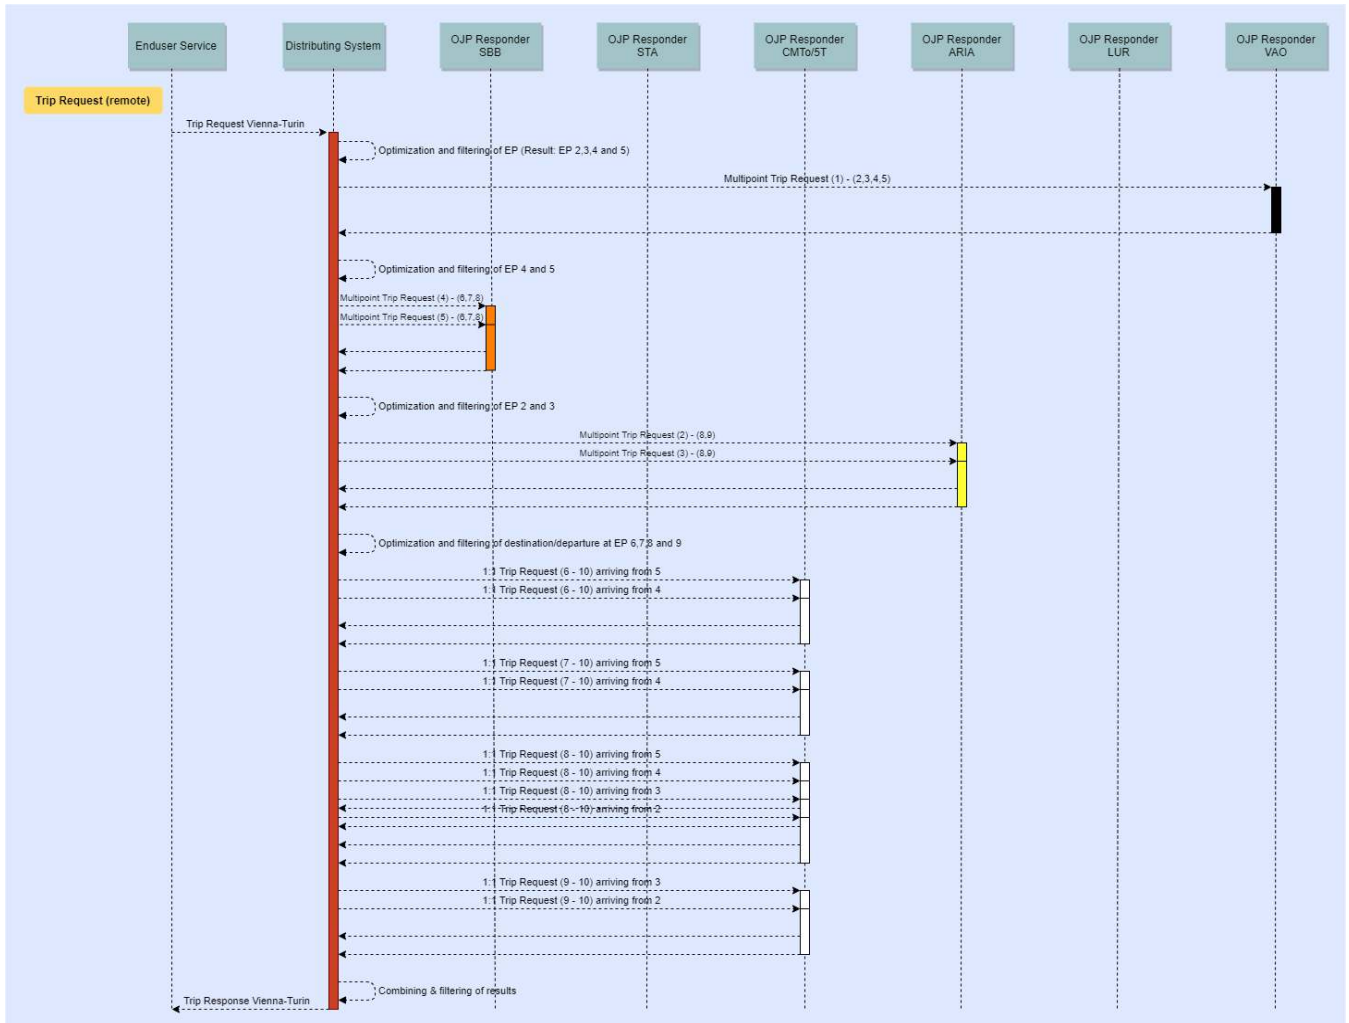 Enduser Service
Distributing System
OJP Responder
SBB
OJP Responder
STA
OJP Responder
CMTo/5T
OJP Responder
ARIA
OJP Responder
LUR
OJP Responder
VAO
Trip Request (remote)
Trip Request Vienna-Turin
Optimization and filtering of EP (Result: EP 2,3,4 and 5)
Multipoint Trip Request (1) - (2,3,4,5)
Optimization and filtering of EP 4 and 5
Multipoint Trip Request (4) - (6,7,8)
Multipoint Trip Request (5) - (6,7,8)
Optimization and filtering of EP 2 and 3
Multipoint Trip Request (2) - (8,9)
Multipoint Trip Request (3) - (8,9)
Optimization and filtering of destination/departure at EP 6,7,8 and 9
1:1 Trip Request (6 - 10) arriving from 5
1:1 Trip Request (6 - 10) arriving from 4
1:1 Trip Request (7 - 10) arriving from 5
1:1 Trip Request (7 - 10) arriving from 4
1:1 Trip Request (8 - 10) arriving from 5
1:1 Trip Request (8 - 10) arriving from 4
1:1 Trip Request (8 - 10) arriving from 3
1:1 Trip Request (8 - 10) arriving from 2
1:1 Trip Request (9 - 10) arriving from 3
1:1 Trip Request (9 - 10) arriving from 2
Combining & filtering of results
Trip Response Vienna-Turin